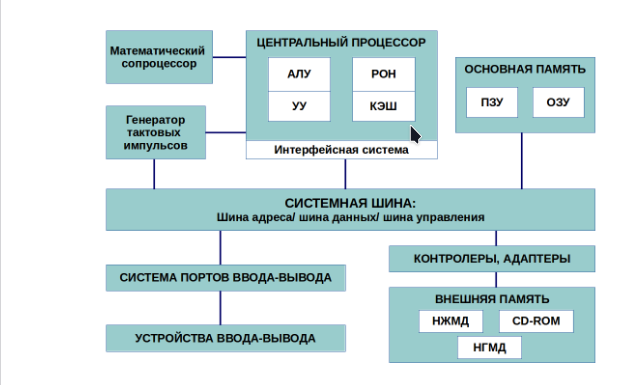 Математический
сопроцессор
ЦЕНТРАЛЬНЫЙ ПРОЦЕССОР
АЛУ
РОН
УУ
КЭШ
Интерфейсная система
ОСНОВНАЯ ПАМЯТЬ
ПЗУ
ОЗУ
Генератор
тактовых
импульсов
СИСТЕМНАЯ ШИНА:
Шина адреса/ шина данных/ шина управления
СИСТЕМА ПОРТОВ ВВОДА-ВЫВОДА
УСТРОЙСТВА ВВОДА-ВЫВОДА
КОНТРОЛЕРЫ, АДАПТЕРЫ
ВНЕШНЯЯ ПАМЯТЬ
НЖМД
CD-ROM
НГМД